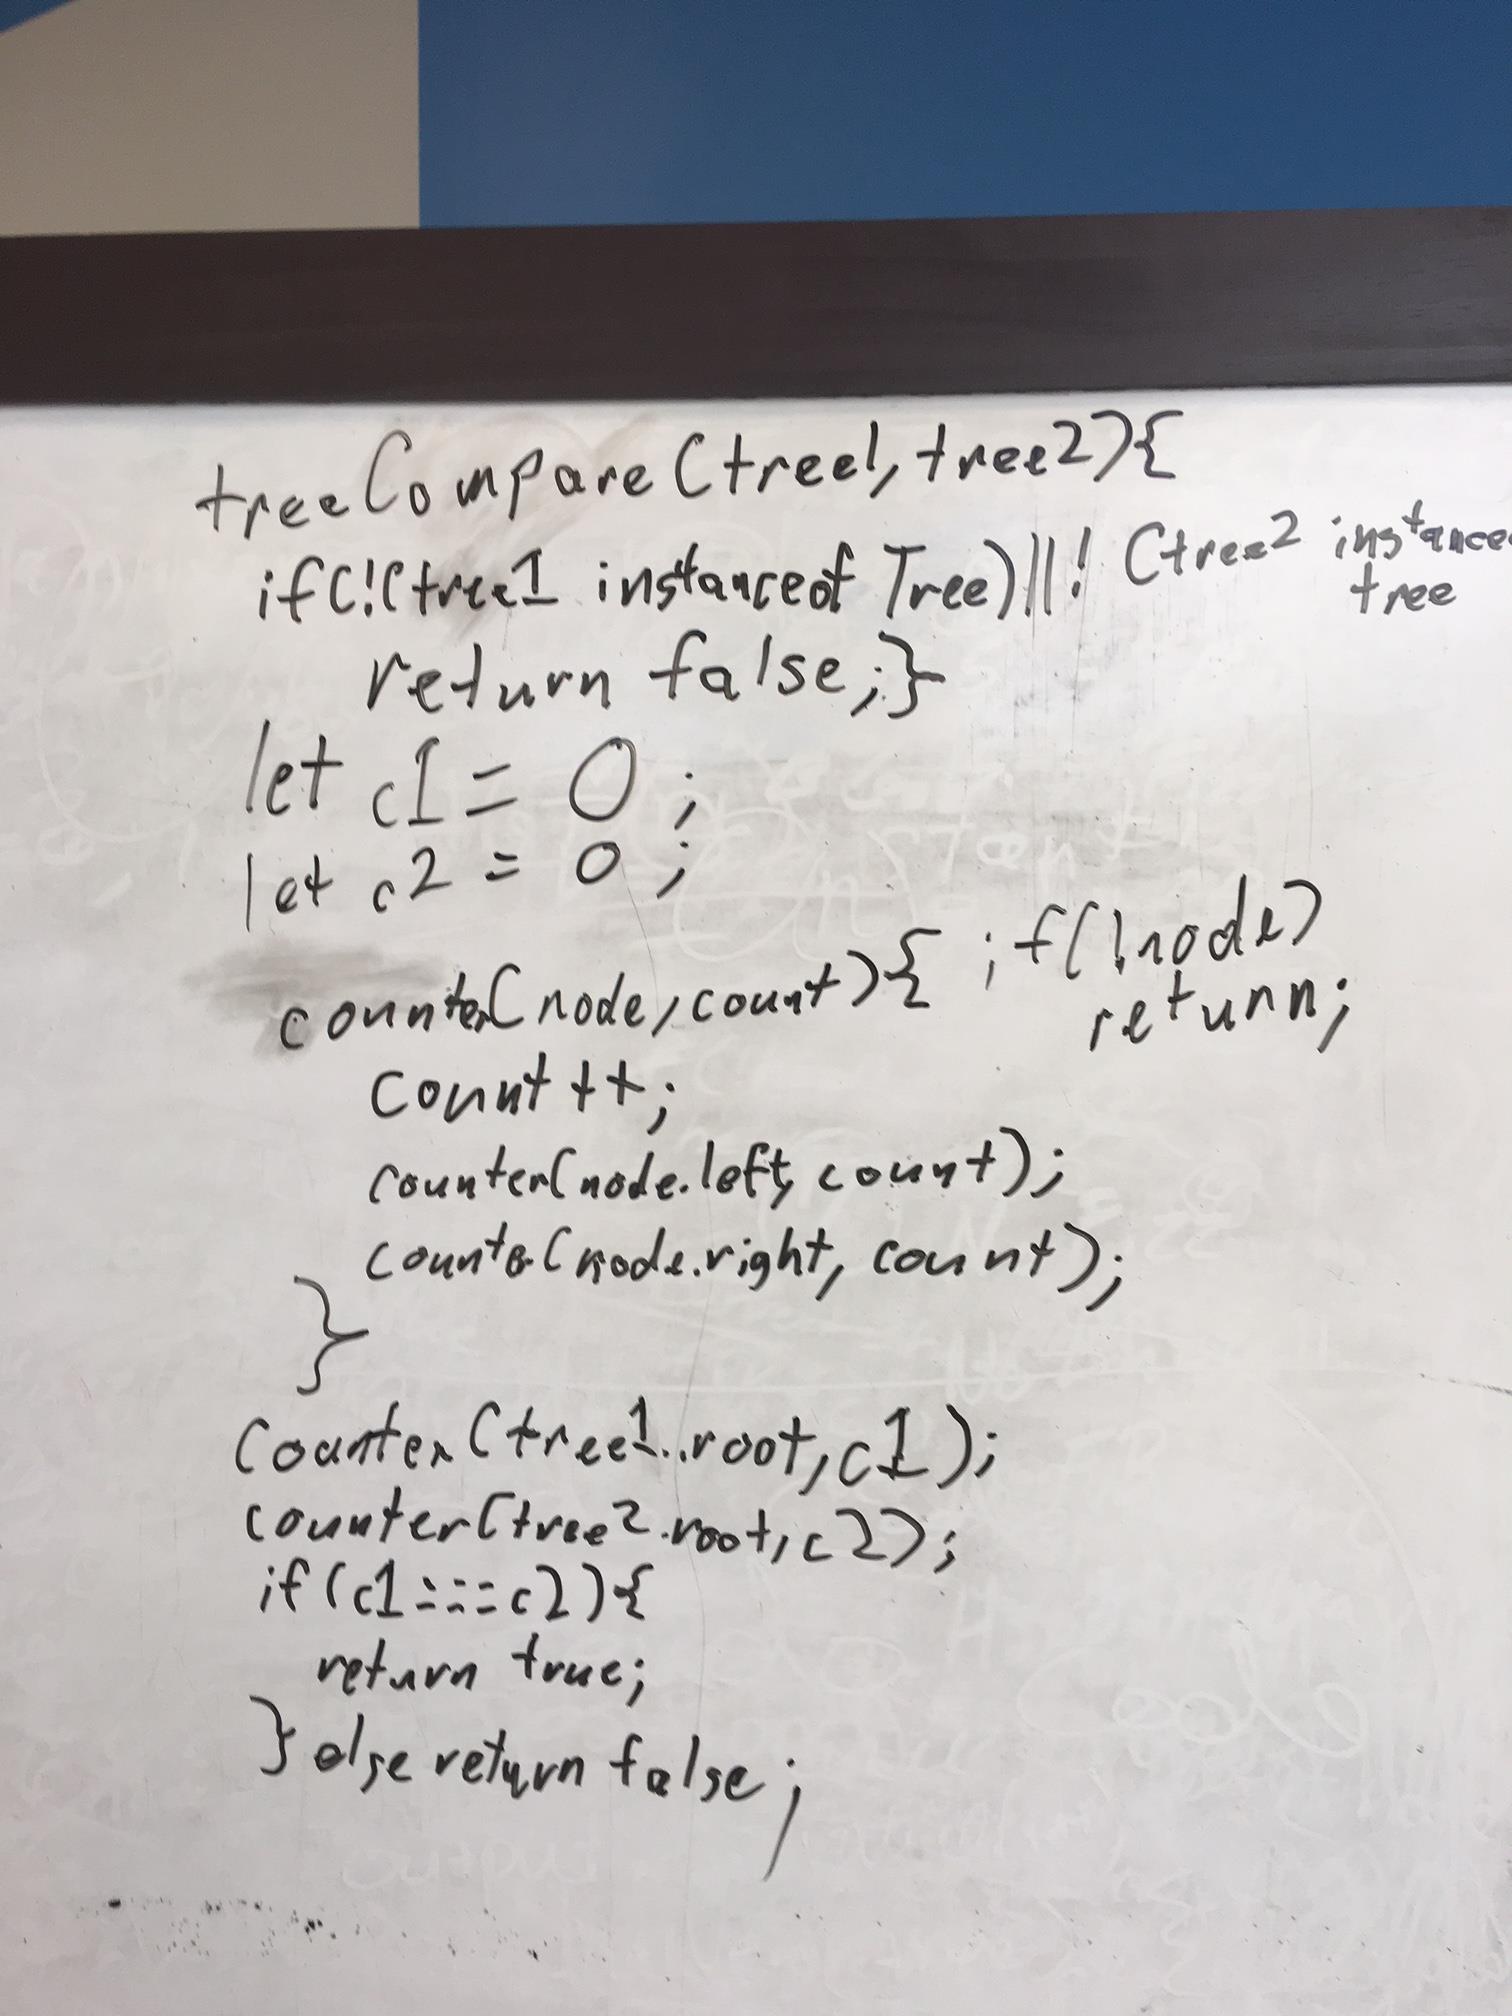 treeCompare(tree1, tree2){
if(!(tree1 instanceof Tree)||!(tree2 instance
tree
return false;}
let c1 = 0;
let c2 = 0;
counter(node, count){ if(!node)
return;
count++;
counter(node.left, count);
counter(node.right, count);
}
counter(tree1..root, c1);
counter(tree2.root, c2);
if(c1===c2){
return true;
} else return false;